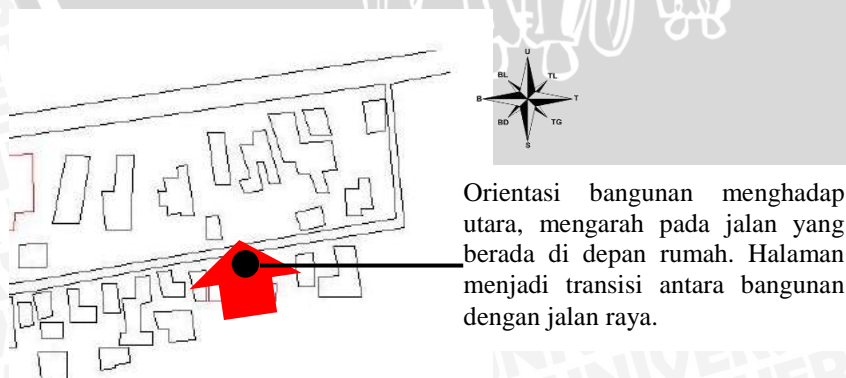 U
BL TL
B T
BD TG
S
Orientasi bangunan menghadap
utara, mengarah pada jalan yang
berada di depan rumah. Halaman
menjadi transisi antara bangunan
dengan jalan raya.